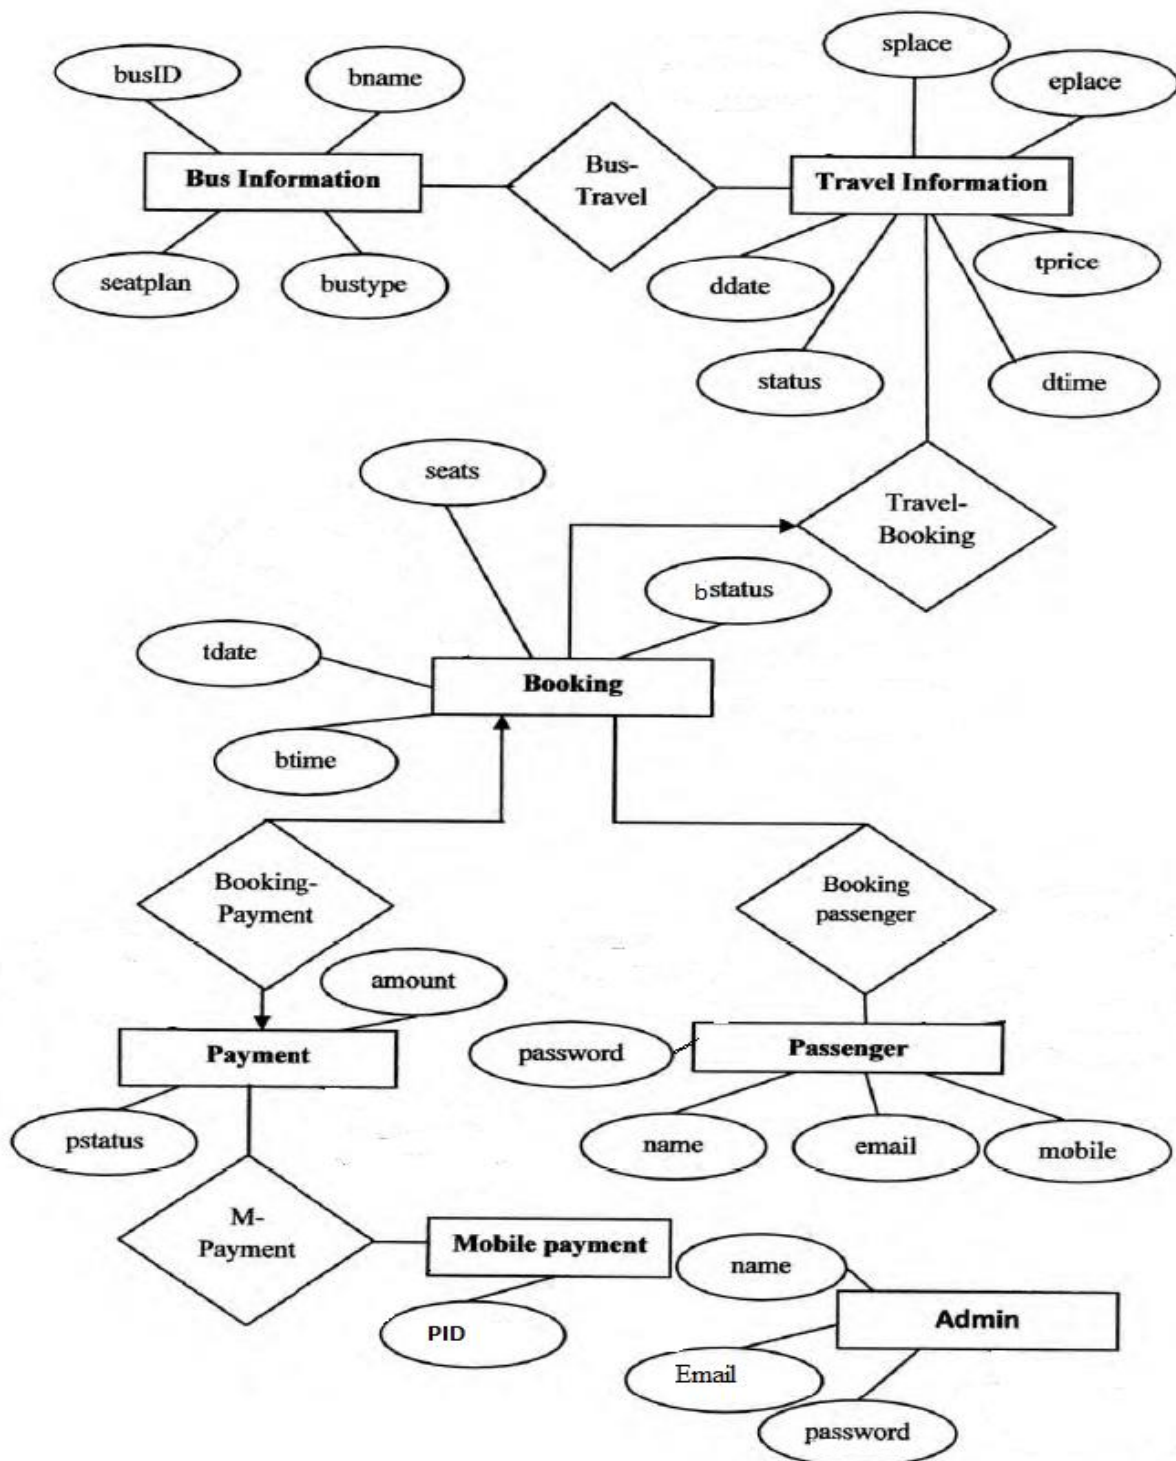 splace
eplace
busID
bname
Bus Information
Bus-
Travel
Travel Information
seatplan
bustype
ddate
tprice
status
dtime
seats
Travel-
Booking
bstatus
tdate
Booking
btime
Booking-
Payment
Booking
passenger
amount
Payment
password
Passenger
pstatus
name
email
mobile
M-
Payment
Mobile payment
name
PID
Admin
Email
password